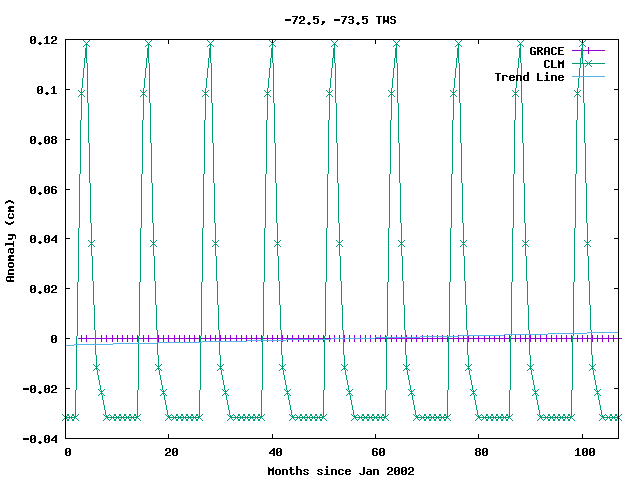 -72.5, -73.5 TWS
0.12
0.1
0.08
0.06
0.04
0.02
0
-0.02
-0.04
Anomaly (cm)
GRACE
CLM
Trend Line
0 20 40 60 80 100
Months since Jan 2002